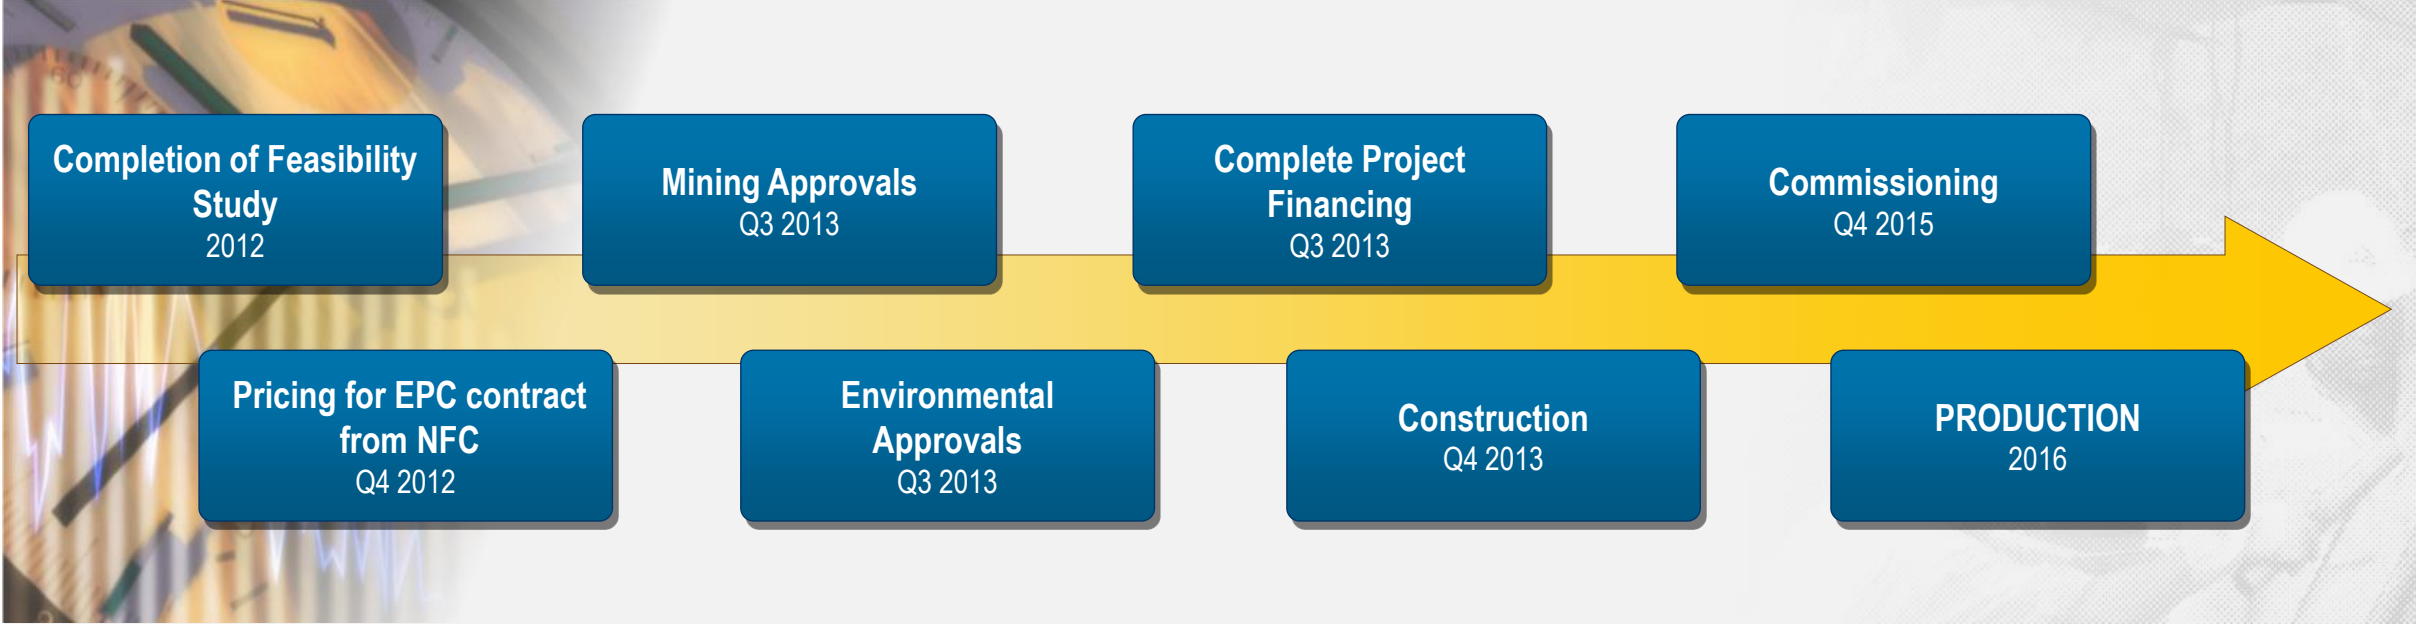 Completion of Feasibility
Study
2012
Pricing for EPC contract
from NFC
Q4 2012
Mining Approvals
Q3 2013
Environmental
Approvals
Q3 2013
Complete Project
Financing
Q3 2013
Construction
Q4 2013
Commissioning
Q4 2015
PRODUCTION
2016
60